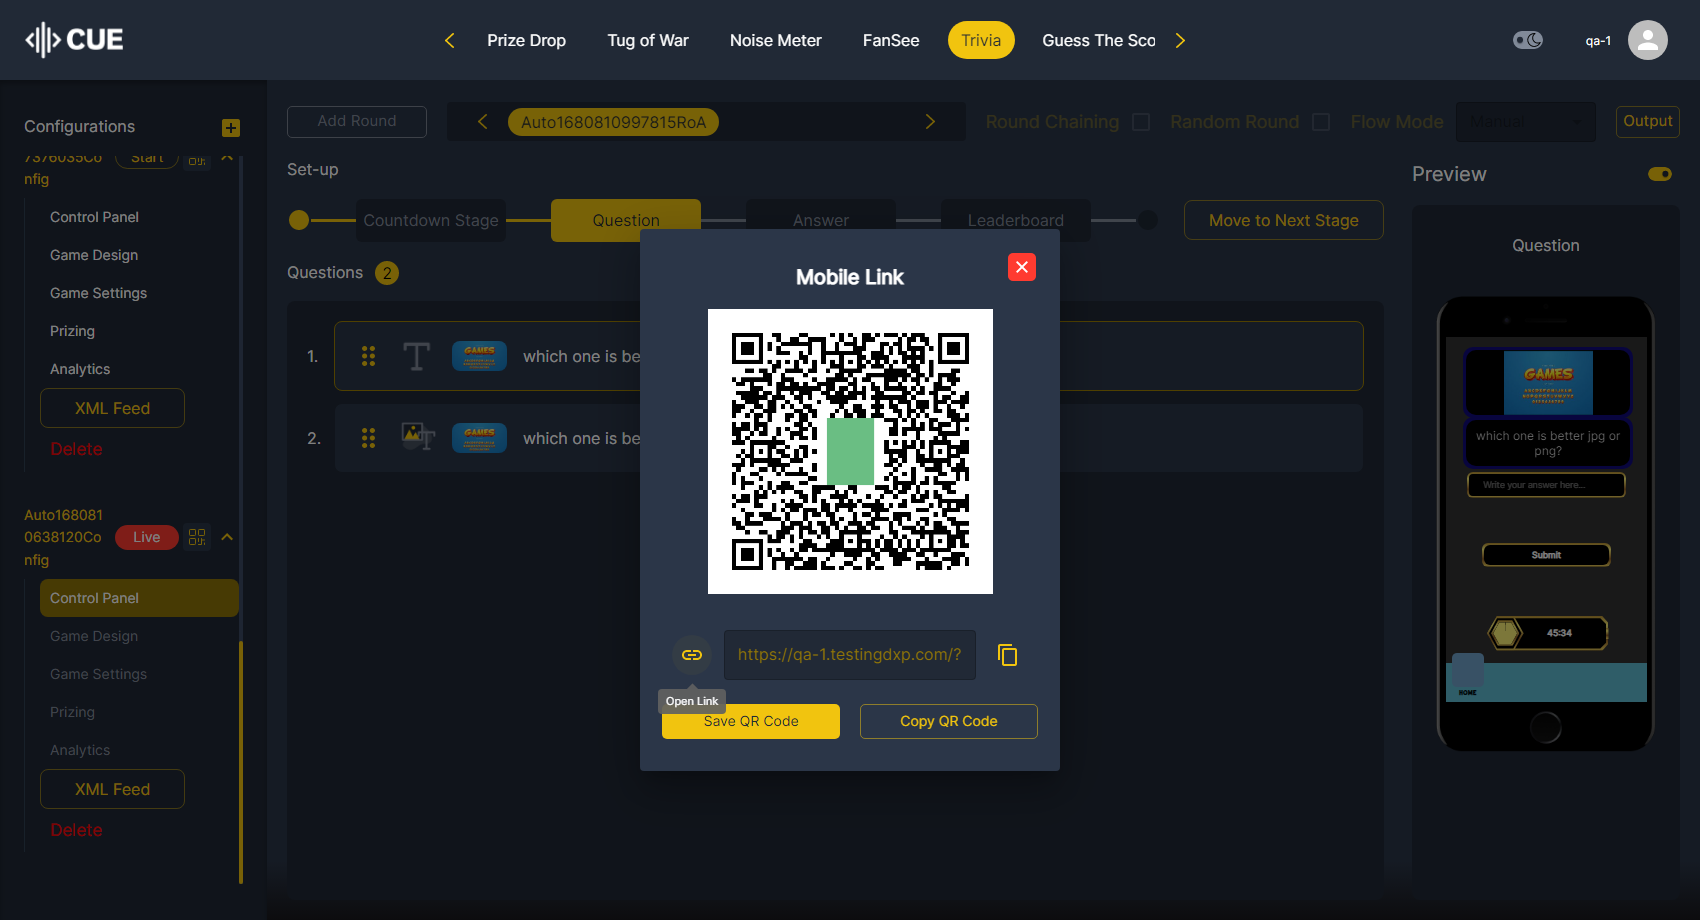 CUE
Prize Drop
Tug of War
Noise Meter
FanSee
Trivia
Guess The Sco
qa-1
Configurations
7376035Co
nfig
Start
Control Panel
Game Design
Game Settings
Prizing
Analytics
XML Feed
Delete
Auto168081
0638120Co
nfig
Live
Control Panel
Game Design
Game Settings
Prizing
Analytics
XML Feed
Delete
Add Round
Auto1680810997815RoA
Round Chaining
Random Round
Flow Mode
Manual
Output
Set-up
Countdown Stage
Question
Answer
Leaderboard
Move to Next Stage
Questions 2
1.
GAMES
which one is be
2.
GAMES
which one is be
Mobile Link
https://qa-1.testingdxp.com/?
Open Link
Save QR Code
Copy QR Code
Preview
Question
GAMES
which one is better jpg or
png?
Write your answer here...
Submit
45:34
HOME